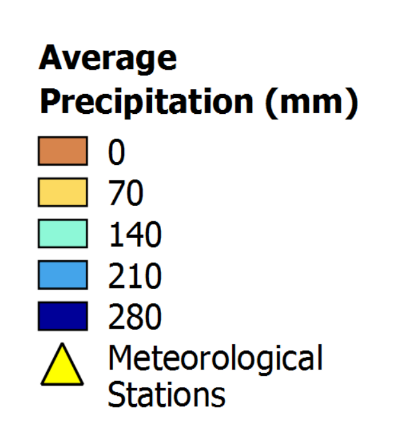 Average
Precipitation (mm)
0
70
140
210
280
Meteorological
Stations